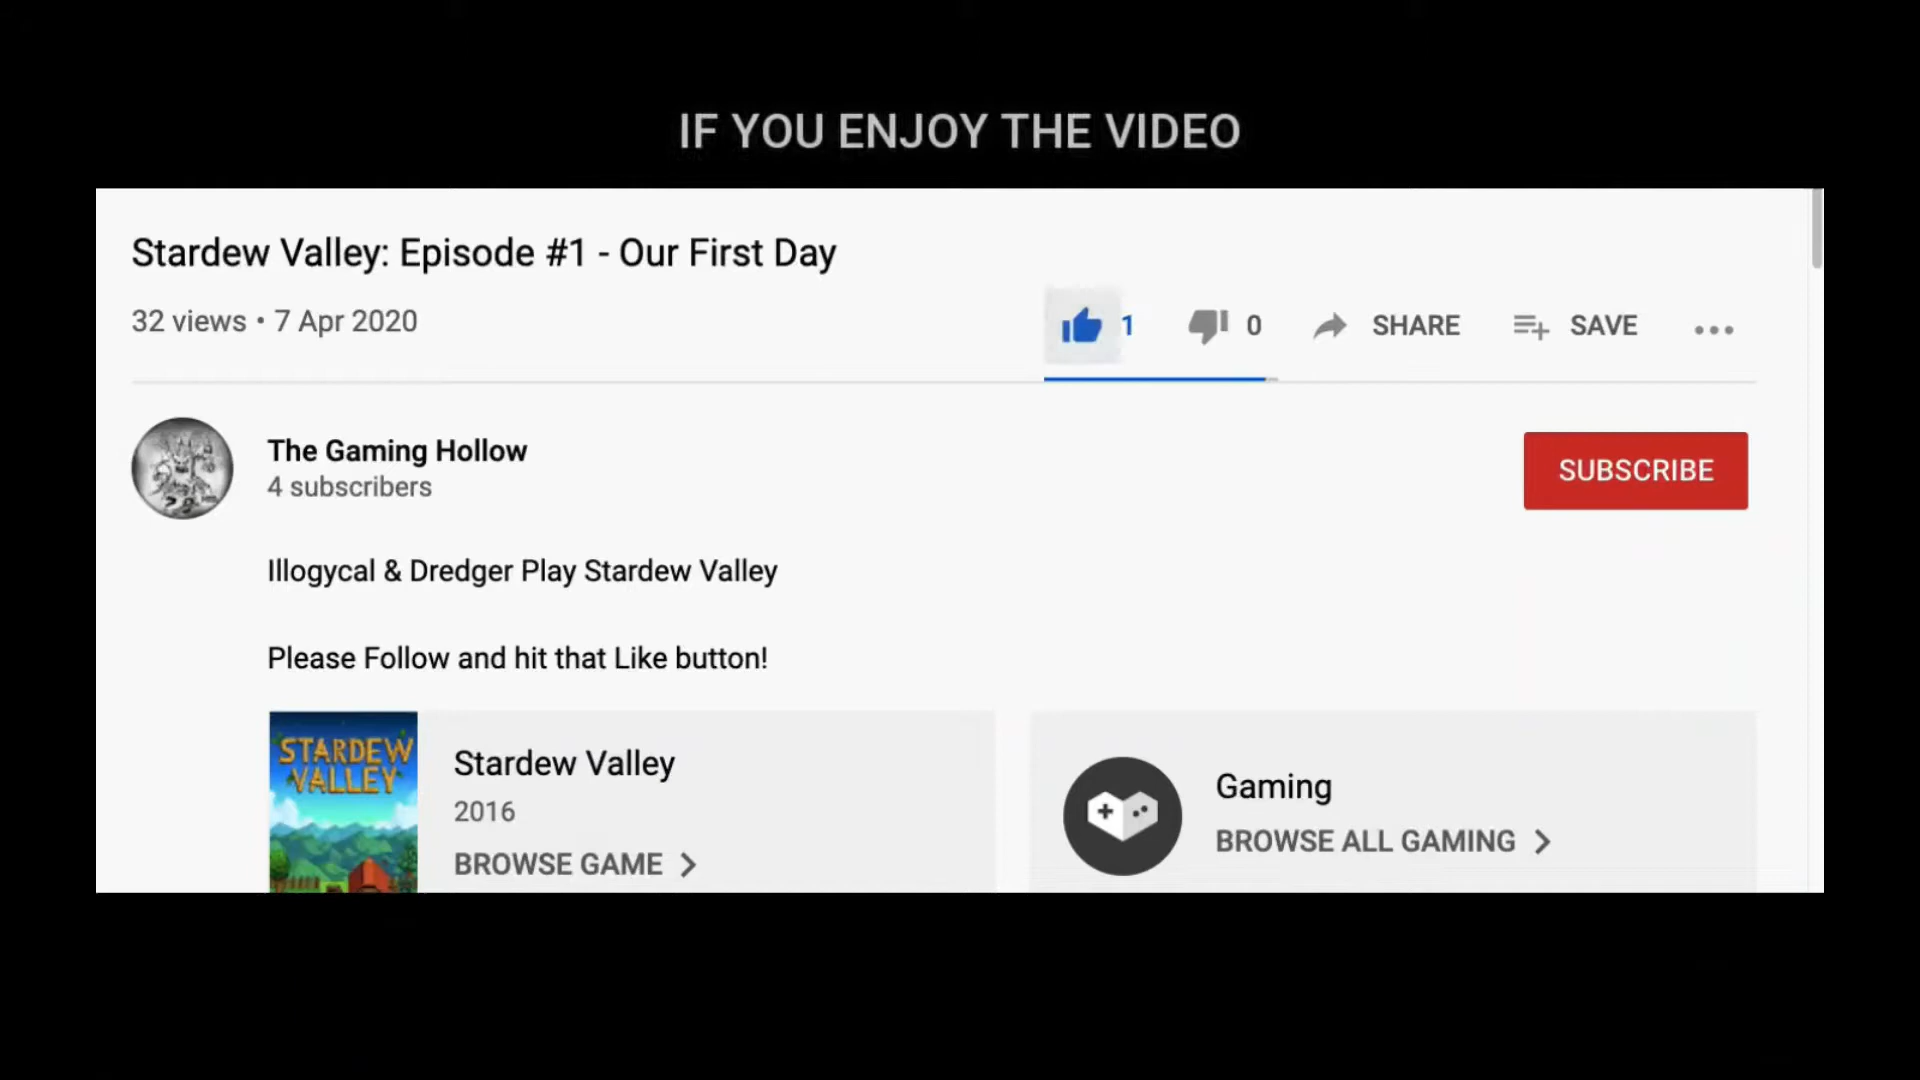 IF YOU ENJOY THE VIDEO
Stardew Valley: Episode #1 - Our First Day
32 views • 7 Apr 2020
1 0 SHARE SAVE
The Gaming Hollow
4 subscribers
SUBSCRIBE
Illogycal & Dredger Play Stardew Valley
Please Follow and hit that Like button!
STARDEW
VALLEY
Stardew Valley
2016
BROWSE GAME
Gaming
BROWSE ALL GAMING